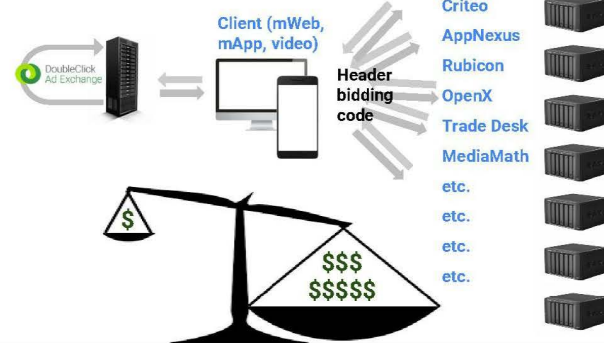 DoubleClick
Ad Exchange
Client (mWeb,
mApp, video)
Header
bidding
code
Criteo
AppNexus
Rubicon
OpenX
Trade Desk
MediaMath
etc.
etc.
etc.
etc.
$
$$$
$$$$$